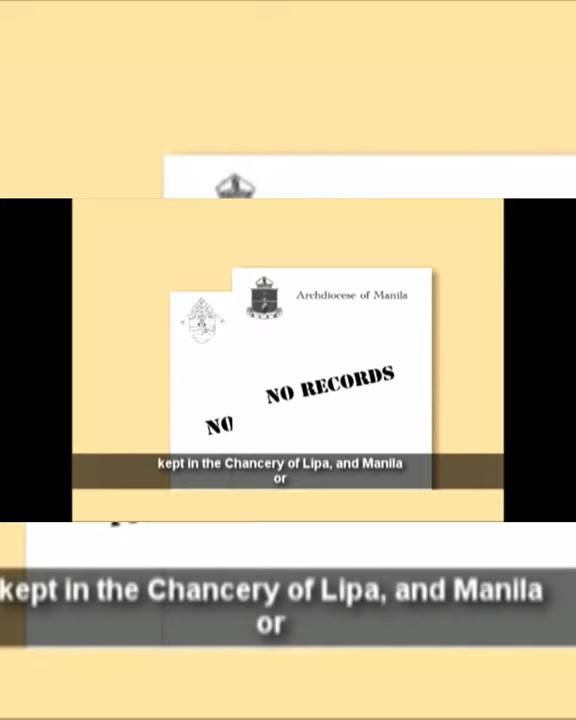 Archdiocese of Manila
NO RECORDS
NO
kept in the Chancery of Lipa, and Manila
or
kept in the Chancery of Lipa, and Manila
or